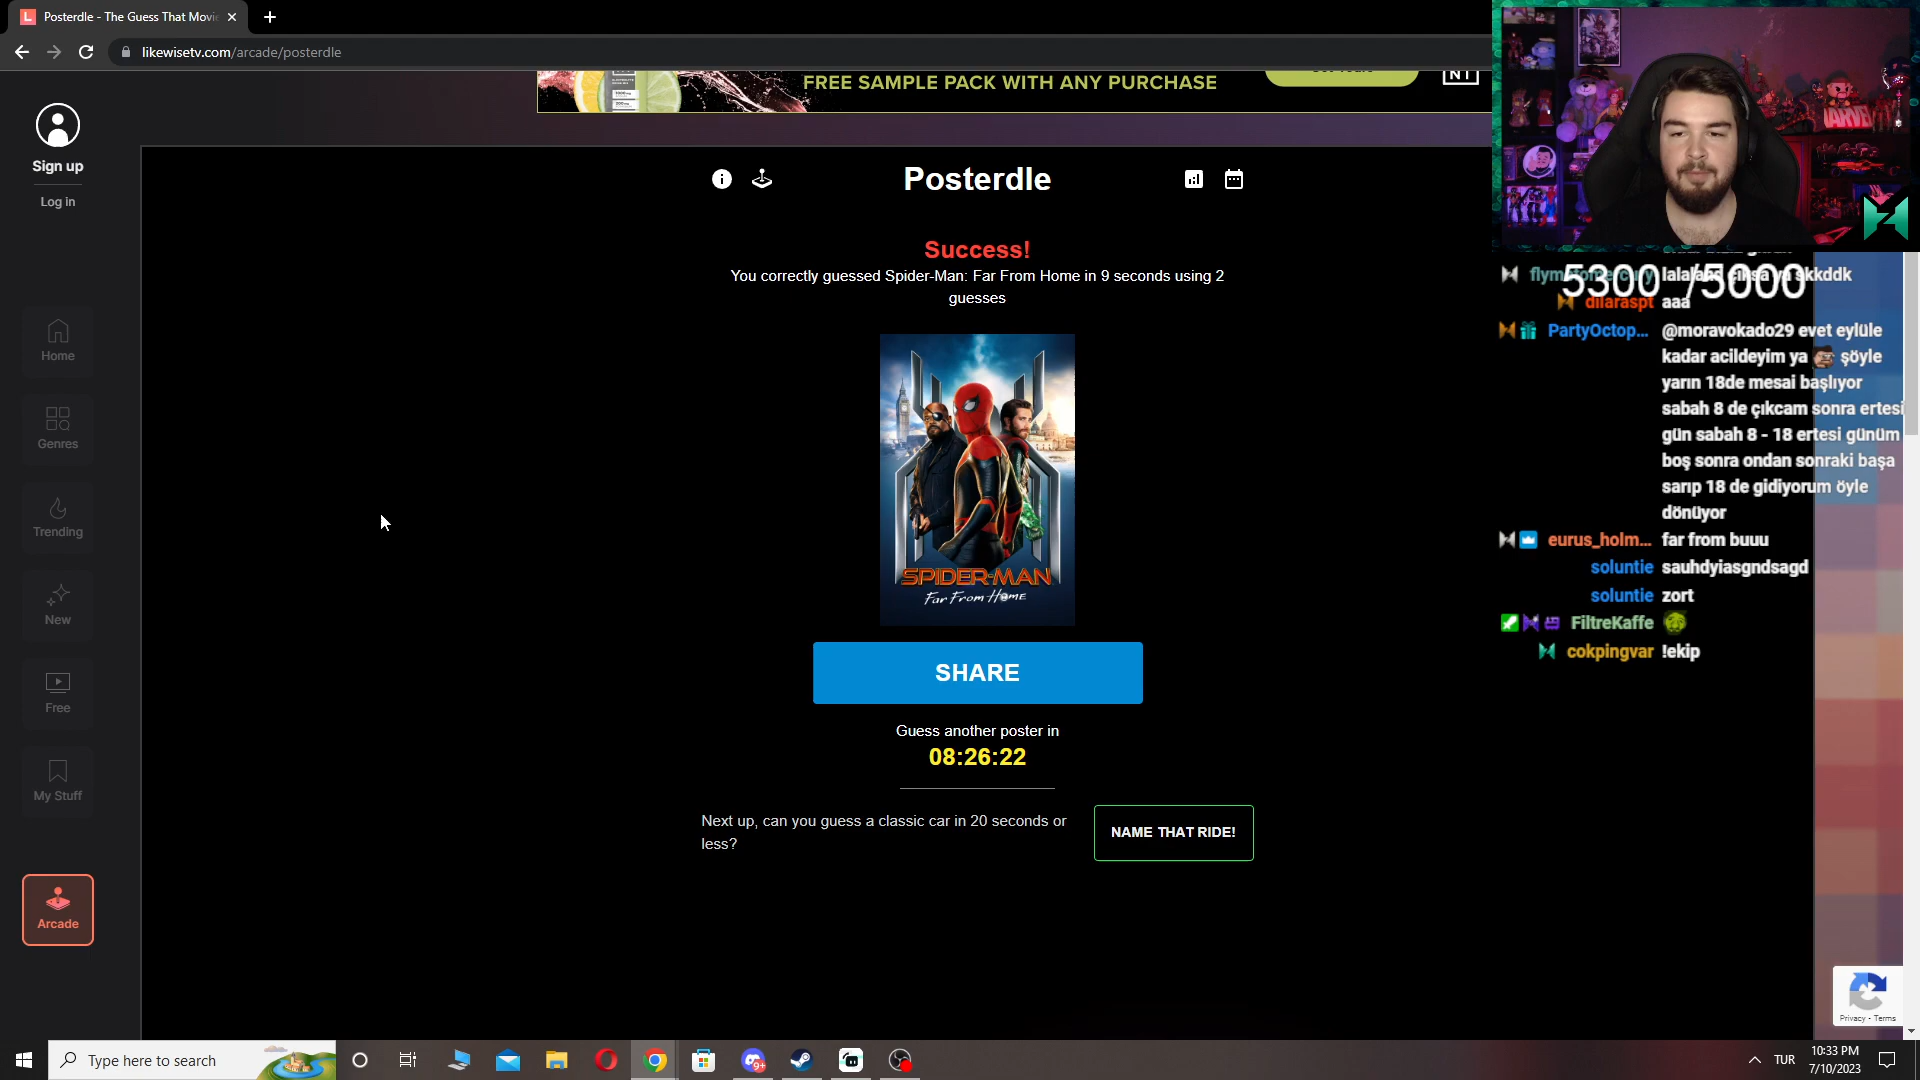 Posterdle - The Guess That Movi
likewisetv.com/arcade/posterdle
FREE SAMPLE PACK WITH ANY PURCHASE
Sign up
Log in
Home
Genres
Trending
New
Free
My Stuff
Arcade
Posterdle
Success!
You correctly guessed Spider-Man: Far From Home in 9 seconds using 2
guesses
SPIDER-MAN
Far From Home
SHARE
Guess another poster in
08:26:22
Next up, can you guess a classic car in 20 seconds or
less?
NAME THAT RIDE!
MARVEL
5300 /5000
dilaraspt aaa
PartyOctop... @moravokado29 evet eylüle
kadar acildeyim ya şöyle
yarın 18de mesai başlıyor
sabah 8 de çıkcam sonra ertesi
gün sabah 8 - 18 ertesi günüm
boş sonra ondan sonraki başa
sarıp 18 de gidiyorum öyle
dönüyor
eurus_holm... far from buuu
soluntie sauhdyiasgndsagd
soluntie zort
FiltreKaffe
cokpingvar !ekip
Privacy - Terms
Type here to search
9+
TUR
10:33 PM
7/10/2023